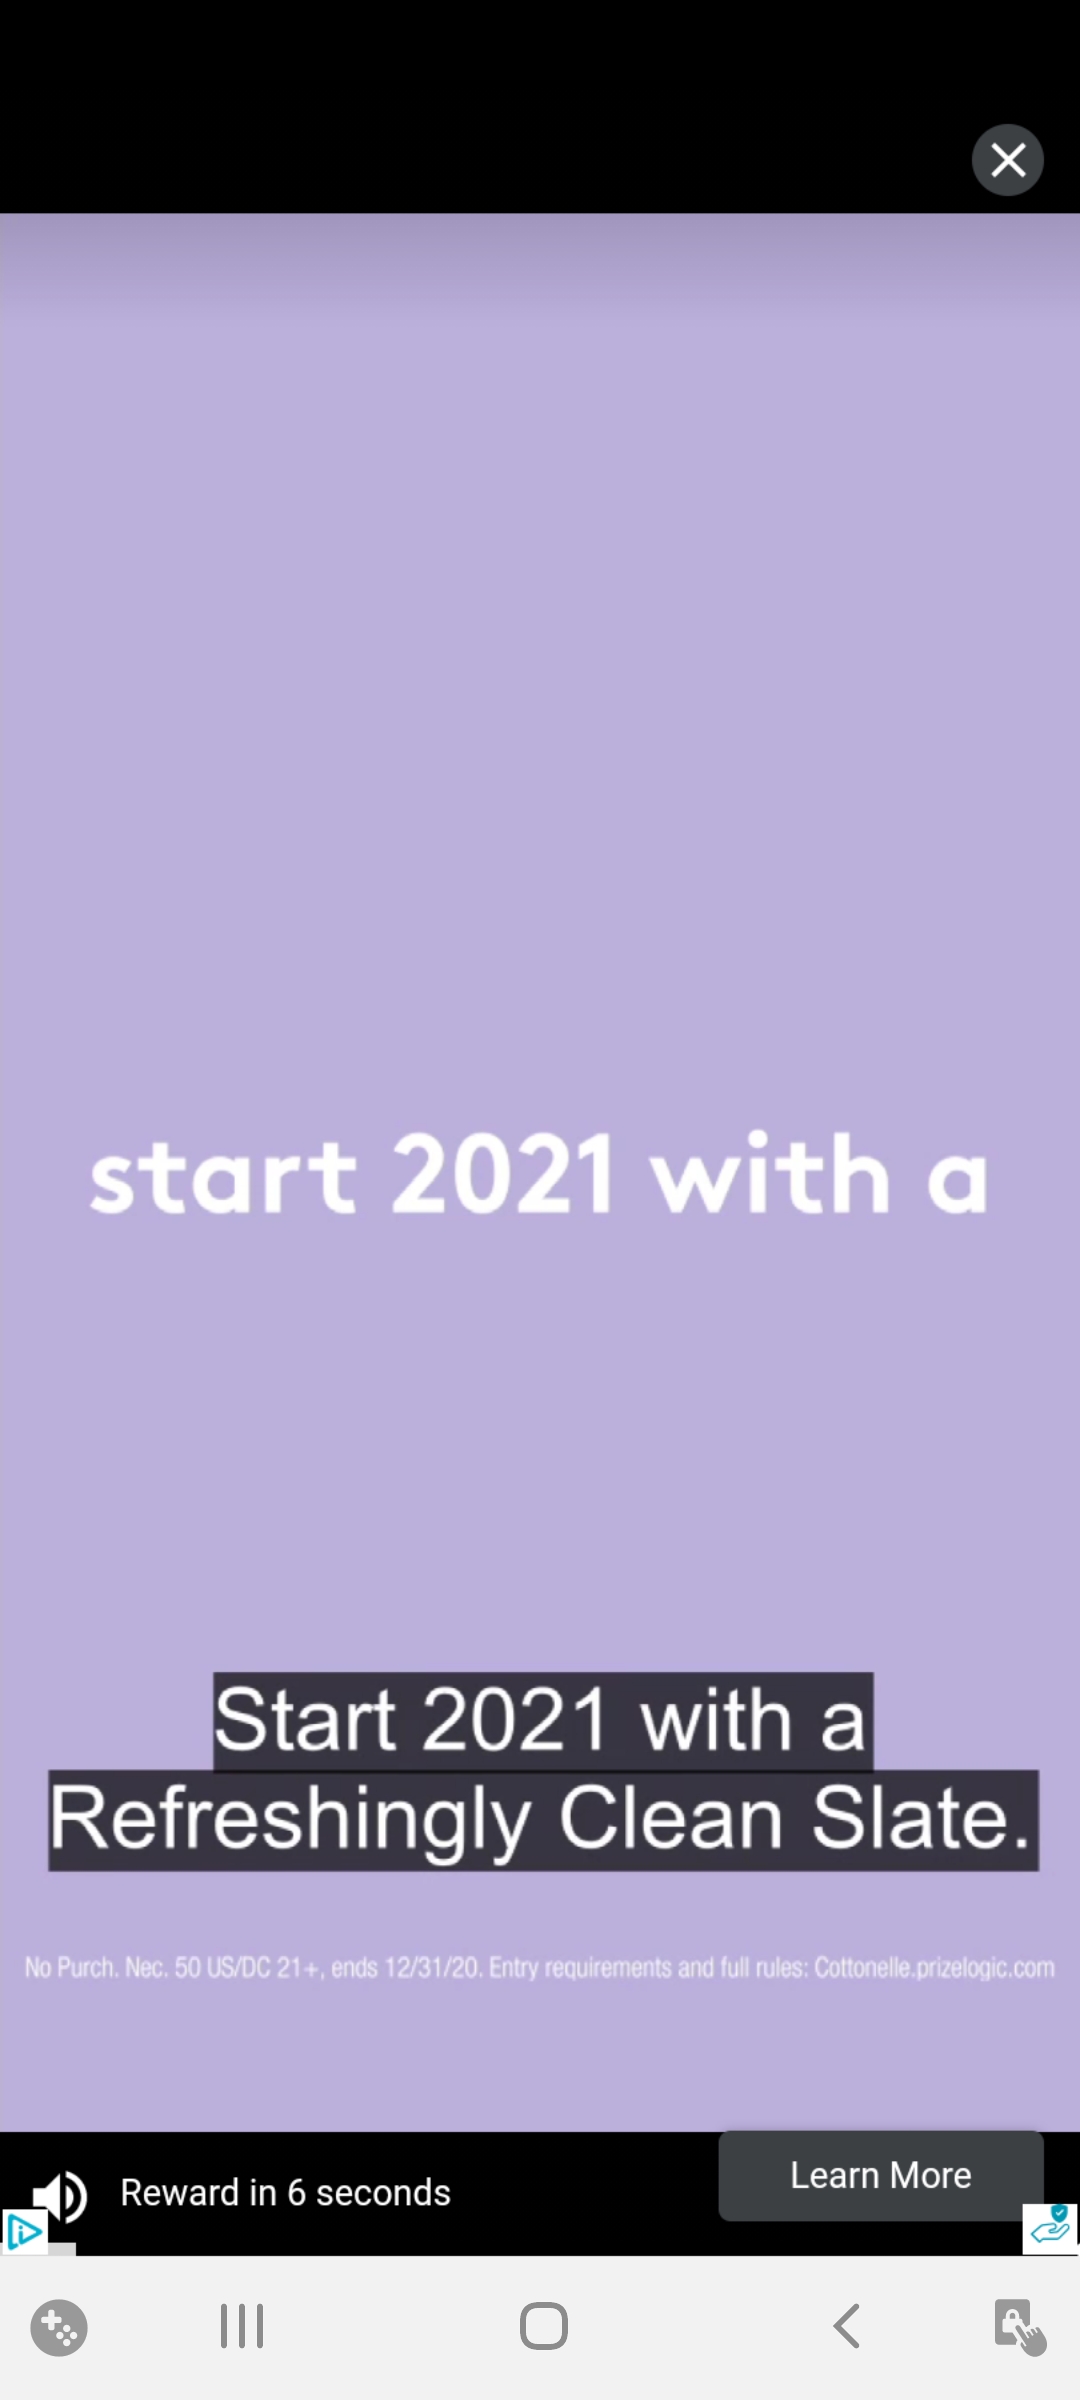 start 2021 with a
Start 2021 with a
Refreshingly Clean Slate.
No Purch. Nec. 50 US/DC 21+, ends 12/31/20. Entry requirements and full rules: Cottonelle.prizelogic.com
Learn More
Reward in 6 seconds